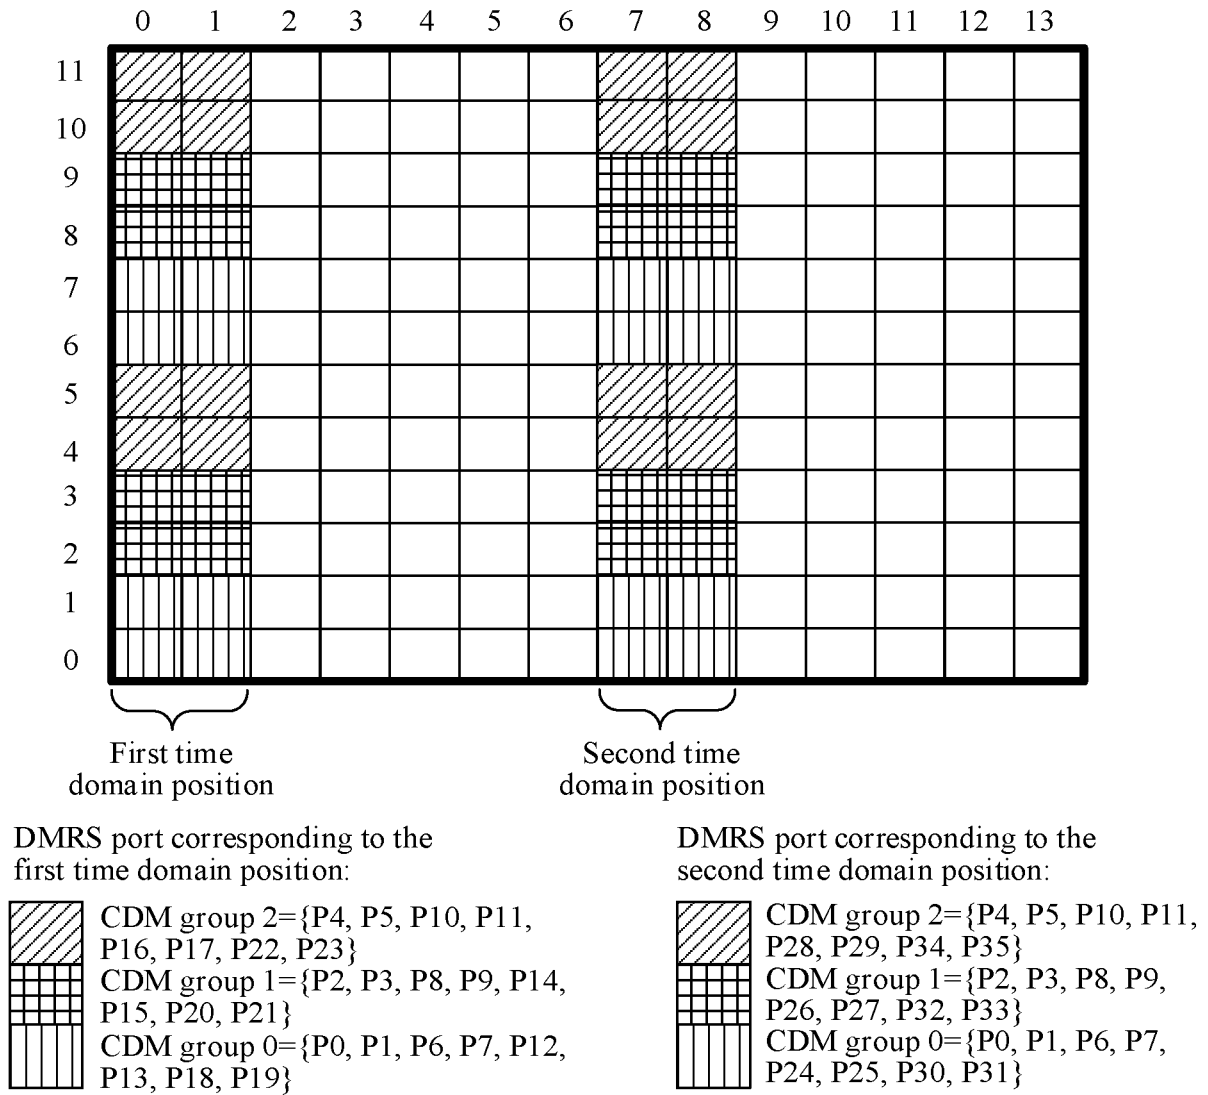 0 1 2 3 4 5 6 7 8 9 10 11 12 13
11
10
9
8
7
6
5
4
3
2
1
0
First time
domain position
Second time
domain position
DMRS port corresponding to the
first time domain position:
CDM group 2={P4, P5, P10, P11,
P16, P17, P22, P23}
CDM group 1={P2, P3, P8, P9, P14,
P15, P20, P21}
CDM group 0={P0, P1, P6, P7, P12,
P13, P18, P19}
DMRS port corresponding to the
second time domain position:
CDM group 2={P4, P5, P10, P11,
P28, P29, P34, P35}
CDM group 1={P2, P3, P8, P9,
P26, P27, P32, P33}
CDM group 0={P0, P1, P6, P7,
P24, P25, P30, P31}